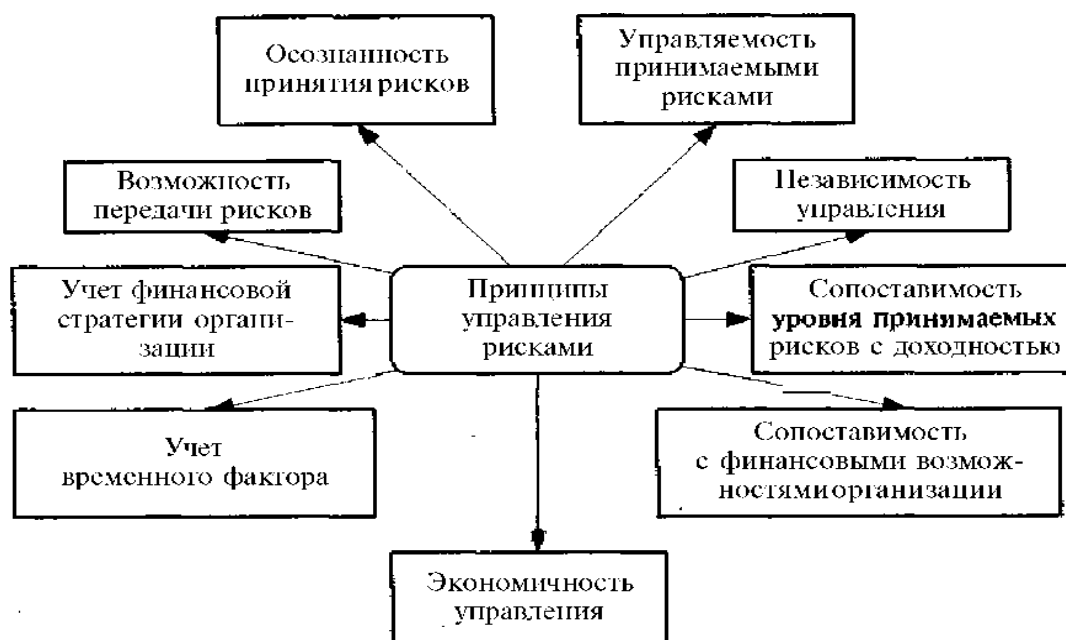 Осознанность
принятия рисков
Управляемость
принимаемыми
рисками
Возможность
передачи рисков
Независимость
управления
Учет финансовой
стратегии органи-
зации
Принципы
управления
рисками
Сопоставимость
уровня принимаемых
рисков с доходностью
Учет
временного фактора
Сопоставимость
с финансовыми возмож-
ностями организации
Экономичность
управления